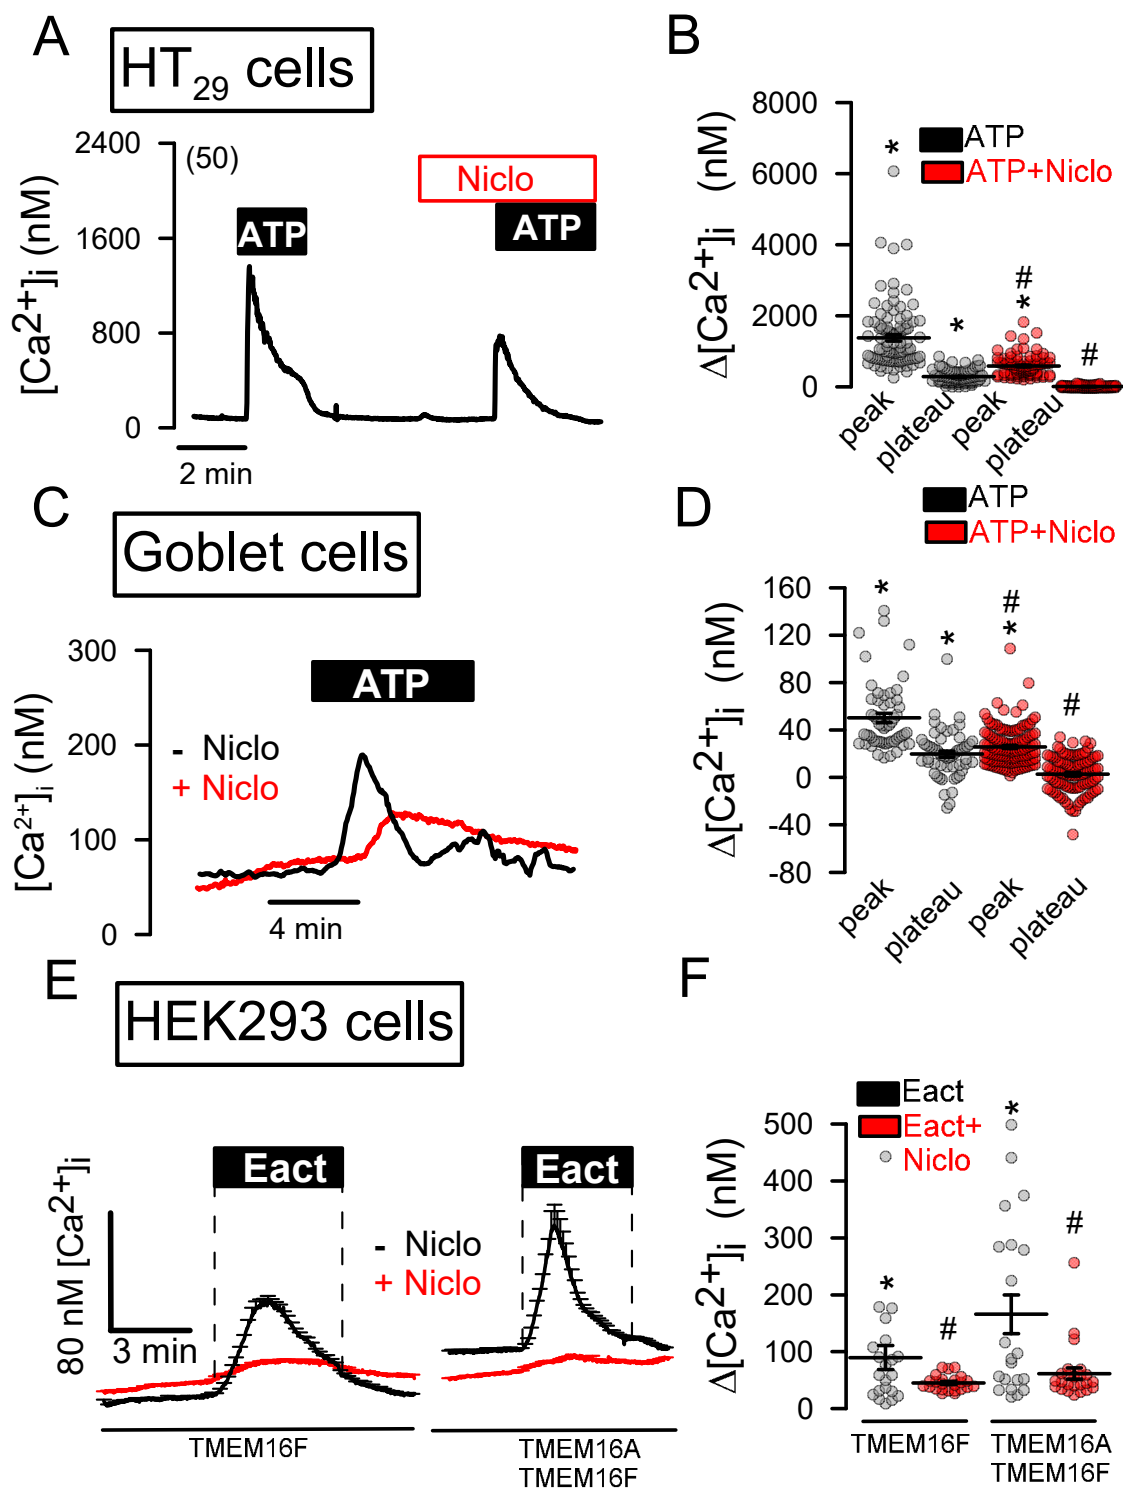 A
HT29 cells
[Ca2+]i (nM)
2400
1600
800
0
(50)
Niclo
ATP
ATP
2 min
B
Δ[Ca2+]i (nM)
8000
6000
4000
2000
0
ATP
ATP+Niclo
*
*
#
*
#
peak
plateau
peak
plateau
C
Goblet cells
[Ca2+]i (nM)
300
200
100
0
ATP
- Niclo
+ Niclo
4 min
D
ATP
ATP+Niclo
Δ[Ca2+]i (nM)
160
120
80
40
0
-40
-80
*
*
#
*
#
peak
plateau
peak
plateau
E
HEK293 cells
80 nM [Ca2+]i
3 min
Eact
Eact
- Niclo
+ Niclo
TMEM16F
TMEM16A
TMEM16F
F
Eact
Eact+
Niclo
Δ[Ca2+]i (nM)
500
400
300
200
100
0
*
#
*
#
TMEM16F
TMEM16A
TMEM16F